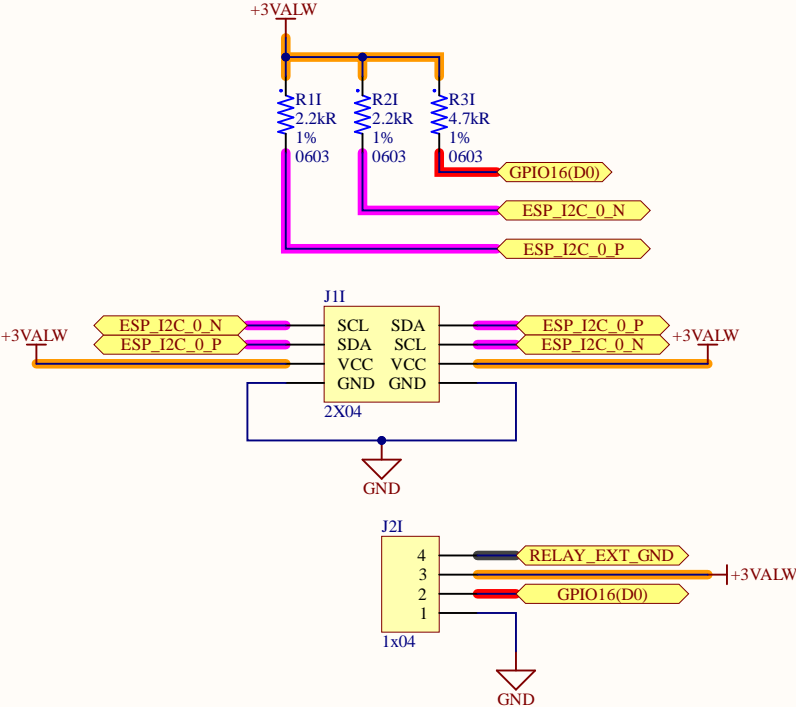 +3VALW
R1I
2.2kR
1%
0603
R2I
2.2kR
1%
0603
R3I
4.7kR
1%
0603
GPIO16(D0)
ESP_I2C_0_N
ESP_I2C_0_P
J1I
ESP_I2C_0_N SCL SDA ESP_I2C_0_P
+3VALW ESP_I2C_0_P SDA SCL ESP_I2C_0_N +3VALW
VCC VCC
GND GND
2X04
GND
J2I
4 RELAY_EXT_GND
3 +3VALW
2 GPIO16(D0)
1
1x04
GND